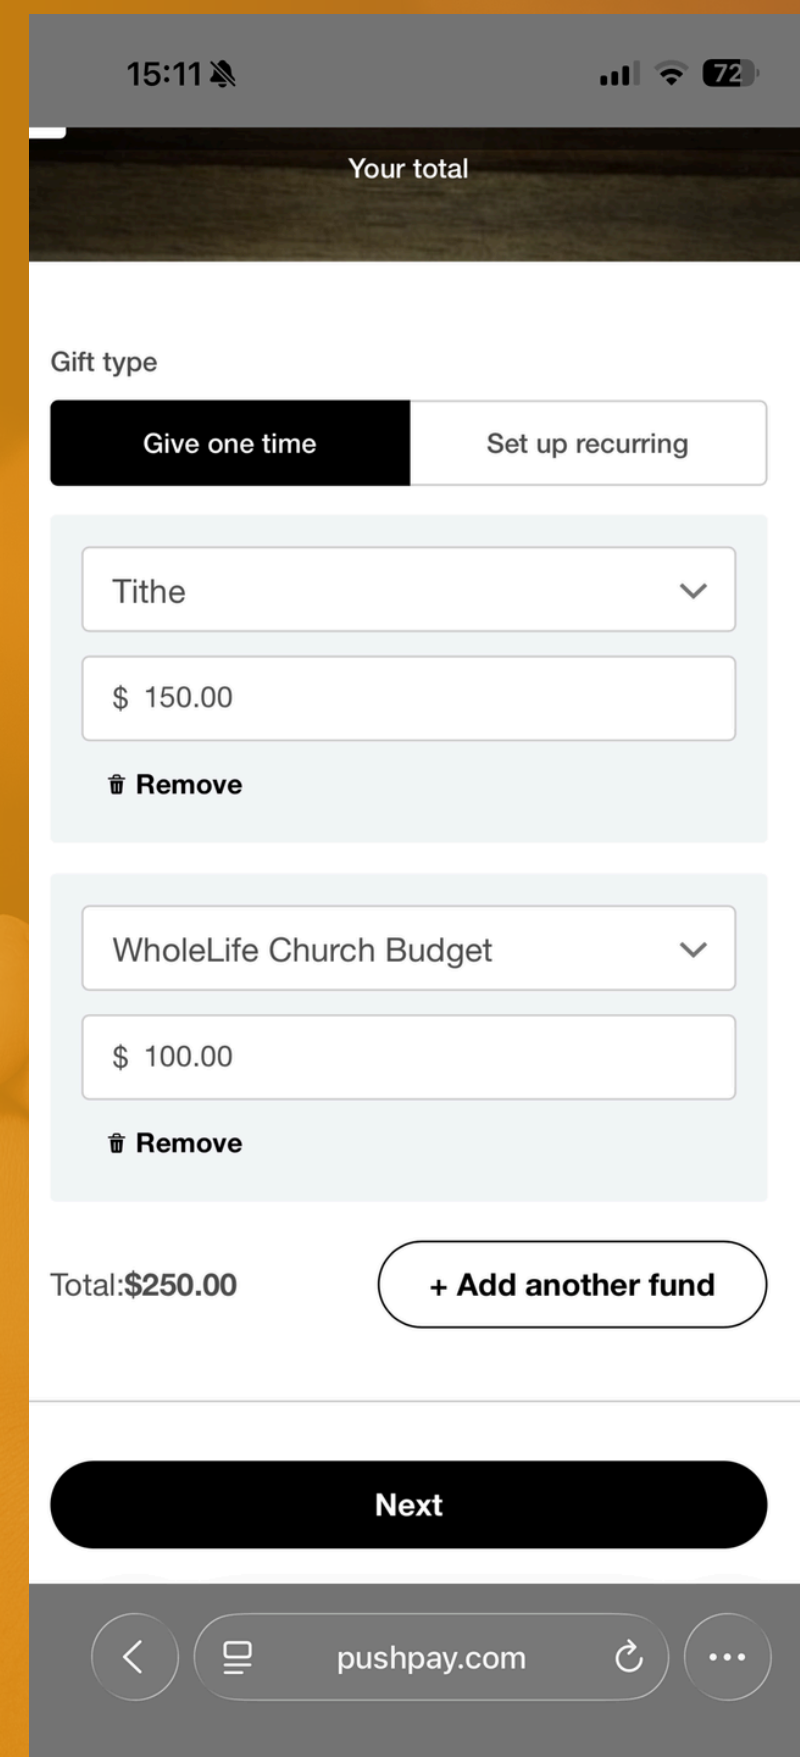 15:11
72
Your total
Gift type
Give one time
Set up recurring
Tithe
$ 150.00
Remove
WholeLife Church Budget
$ 100.00
Remove
Total:$250.00
+ Add another fund
Next
pushpay.com